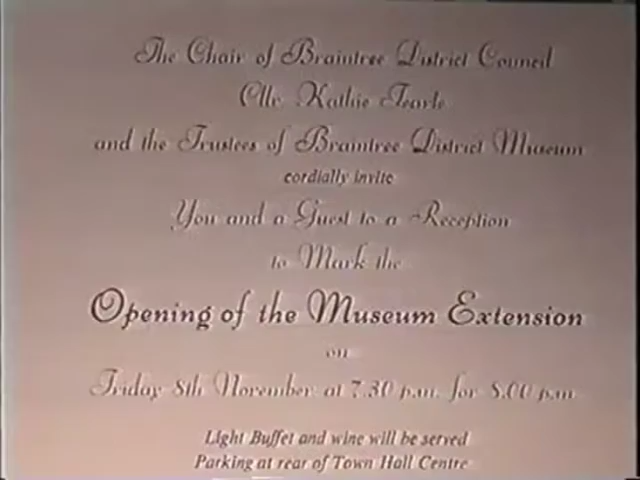 The Chair of Braintree District Council
Cllr. Kathie Tearle
and the Trustees of Braintree District Museum
cordially invite
You and a Guest to a Reception
to Mark the
Opening of the Museum Extension
on
Friday 8th November at 7.30 p.m. for 8.00 p.m.
Light Buffet and wine will be served
Parking at rear of Town Hall Centre